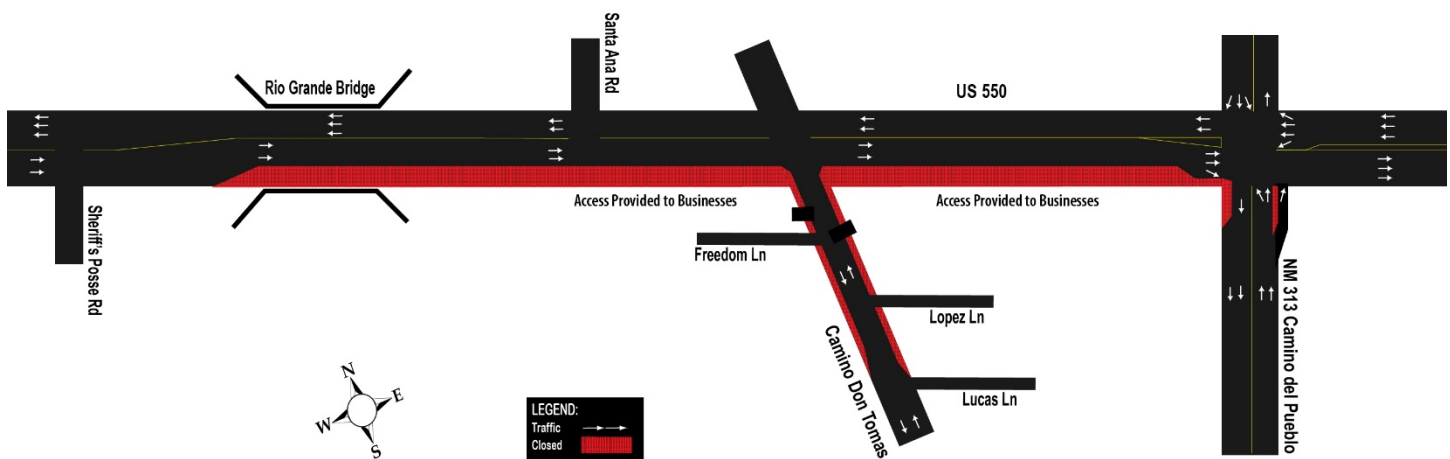 Santa Ana Rd
Rio Grande Bridge
US 550
Access Provided to Businesses
Access Provided to Businesses
Sheriff's Posse Rd
Freedom Ln
Lopez Ln
Camino Don Tomas
Lucas Ln
NM 313 Camino del Pueblo
N
E
W
S
LEGEND:
Traffic
Closed